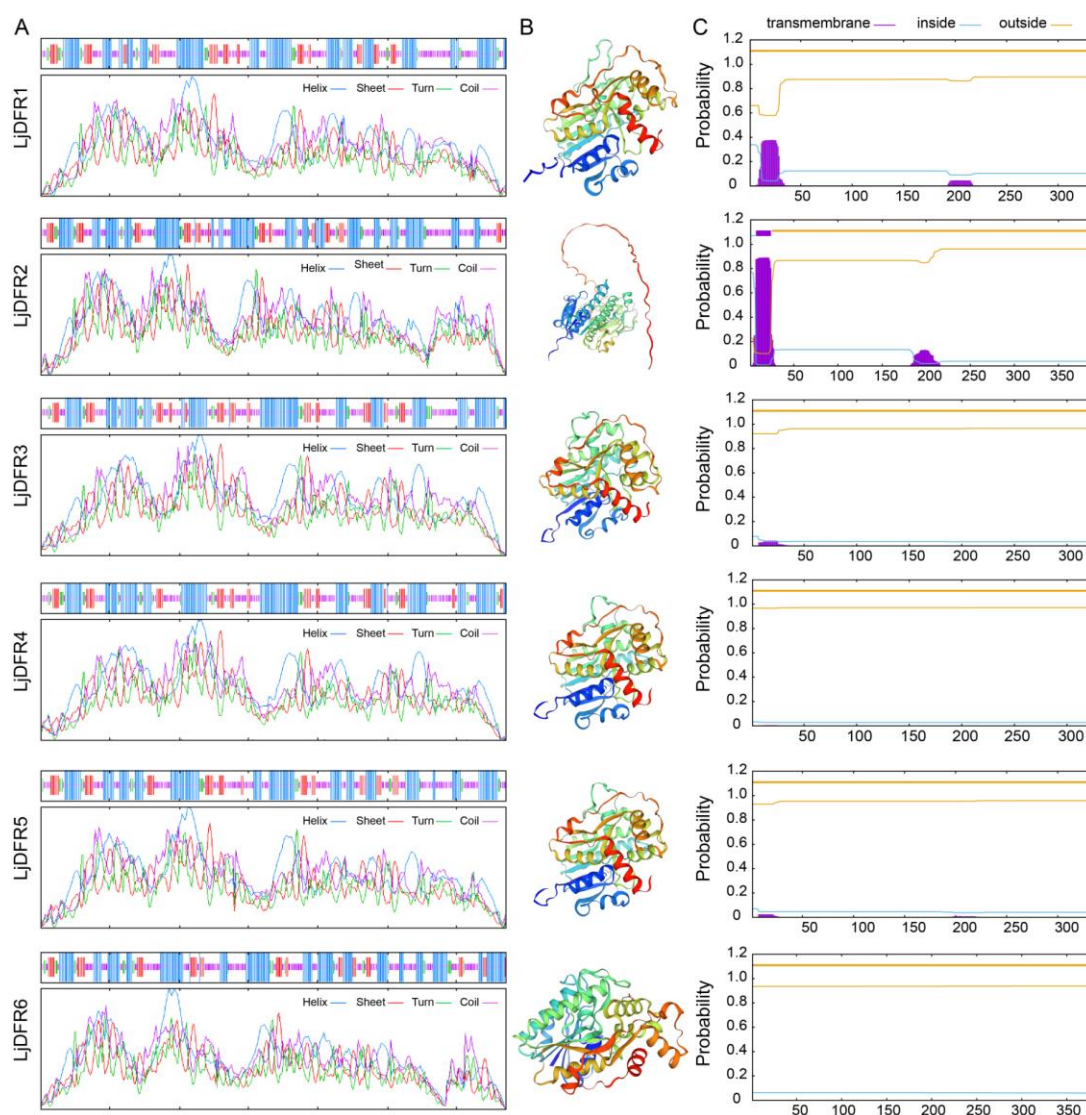 A
B
C
transmembrane inside outside
LjDFR1
Helix Sheet Turn Coil
Probability
1.2
1.0
0.8
0.6
0.4
0.2
0
50 100 150 200 250 300
LjDFR2
Helix Sheet Turn Coil
Probability
1.2
1.0
0.8
0.6
0.4
0.2
0
50 100 150 200 250 300 350
LjDFR3
Helix Sheet Turn Coil
Probability
1.2
1.0
0.8
0.6
0.4
0.2
0
50 100 150 200 250 300
LjDFR4
Helix Sheet Turn Coil
Probability
1.2
1.0
0.8
0.6
0.4
0.2
0
50 100 150 200 250 300
LjDFR5
Helix Sheet Turn Coil
Probability
1.2
1.0
0.8
0.6
0.4
0.2
0
50 100 150 200 250 300
LjDFR6
Helix Sheet Turn Coil
Probability
1.2
1.0
0.8
0.6
0.4
0.2
0
50 100 150 200 250 300 350